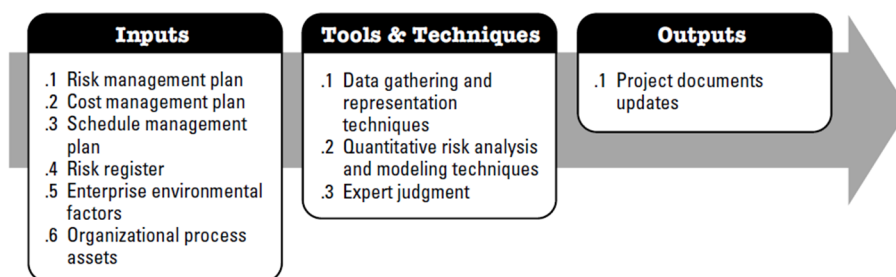 Inputs
.1 Risk management plan
.2 Cost management plan
.3 Schedule management
plan
.4 Risk register
.5 Enterprise environmental
factors
.6 Organizational process
assets
Tools & Techniques
.1 Data gathering and
representation
techniques
.2 Quantitative risk analysis
and modeling techniques
.3 Expert judgment
Outputs
.1 Project documents
updates